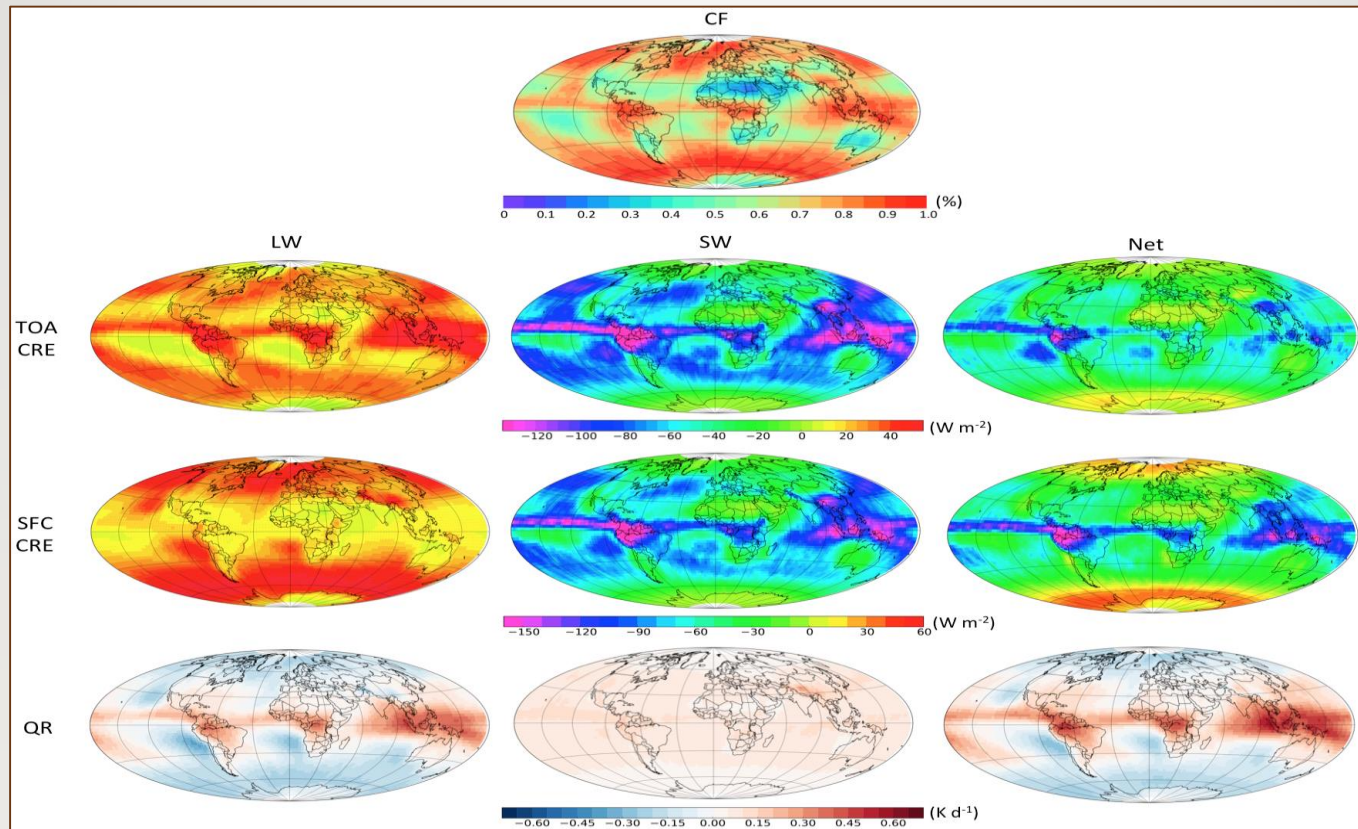 CF
0 0.1 0.2 0.3 0.4 0.5 0.6 0.7 0.8 0.9 1.0 (%)
LW SW Net
TOA
CRE
−120 −100 −80 −60 −40 −20 0 20 40 (W m⁻²)
SFC
CRE
−150 −120 −90 −60 −30 0 30 60 (W m⁻²)
QR
−0.60 −0.45 −0.30 −0.15 0.00 0.15 0.30 0.45 0.60 (K d⁻¹)